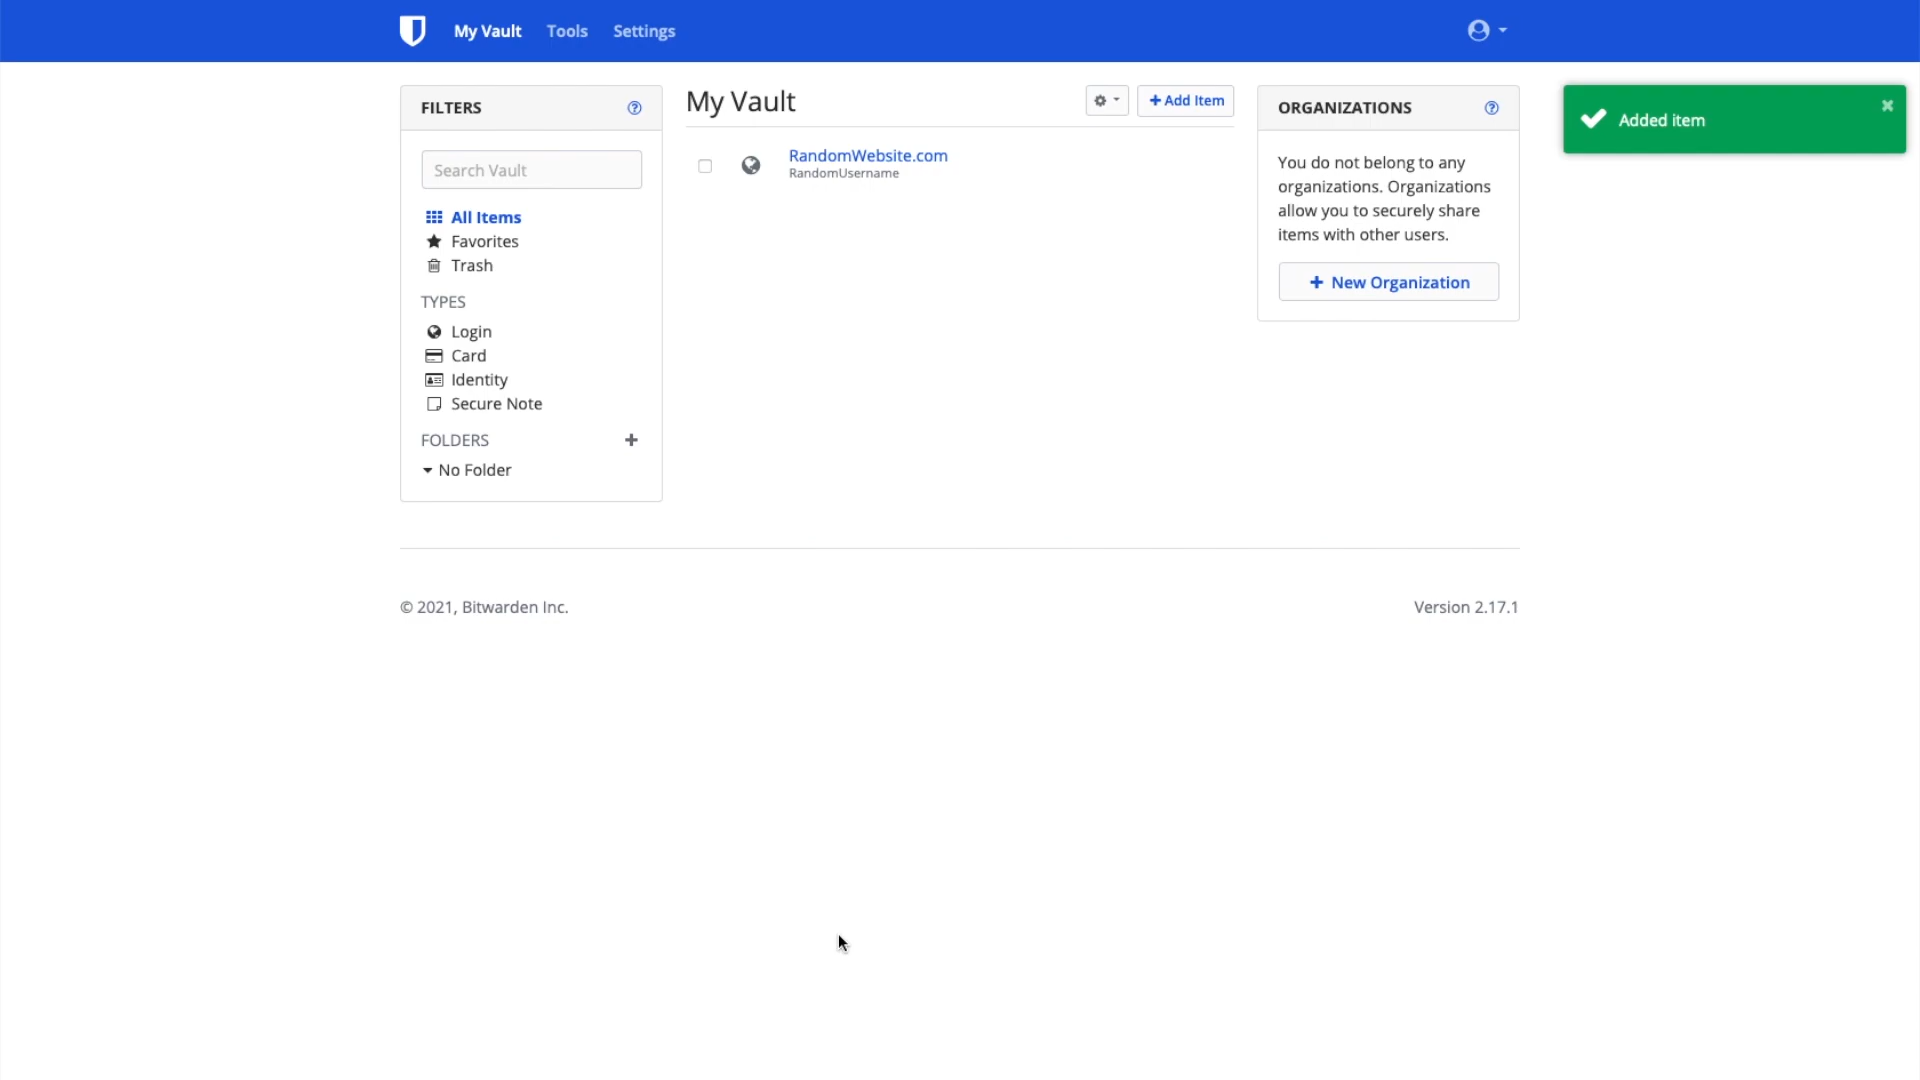 My Vault Tools Settings
FILTERS
Search Vault
All Items
Favorites
Trash
TYPES
Login
Card
Identity
Secure Note
FOLDERS
No Folder
My Vault
Add Item
RandomWebsite.com
RandomUsername
ORGANIZATIONS
You do not belong to any
organizations. Organizations
allow you to securely share
items with other users.
New Organization
Added item
© 2021, Bitwarden Inc.
Version 2.17.1